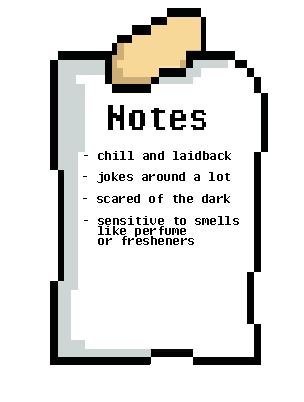 Notes
- chill and laidback
- jokes around a lot
- scared of the dark
- sensitive to smells
like perfume
or fresheners